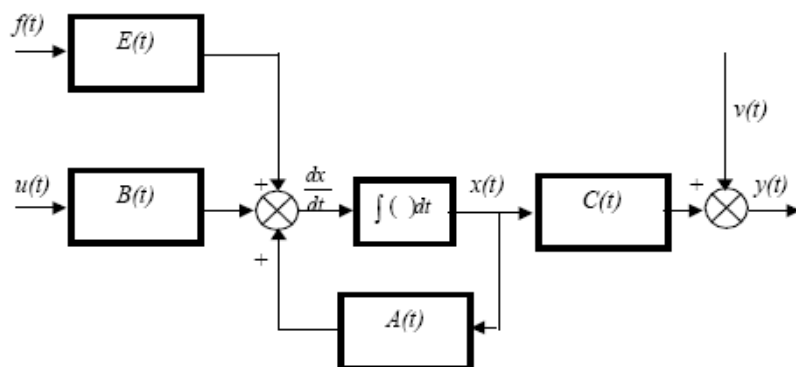 f(t)
E(t)
v(t)
u(t)
B(t)
+
dx
dt
∫ ( )dt
x(t)
C(t)
+
y(t)
+
A(t)